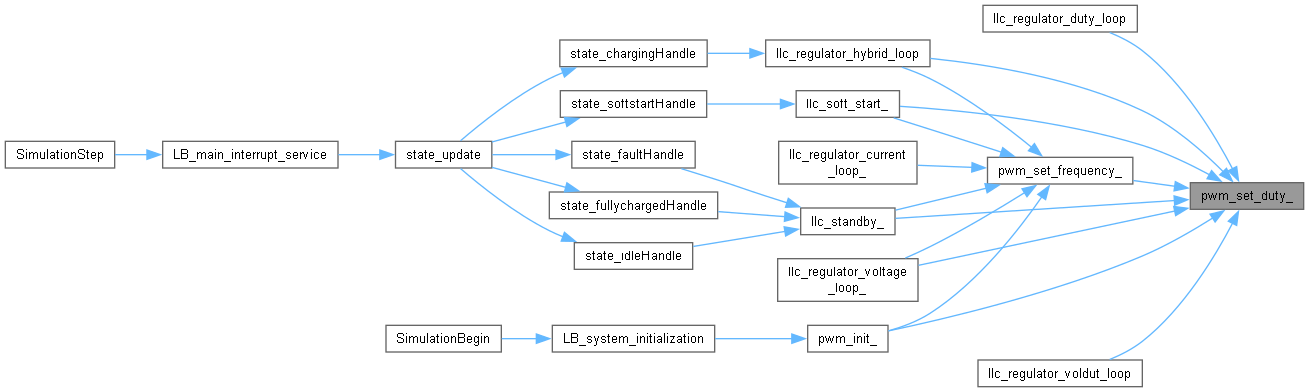 llc_regulator_duty_loop
state_chargingHandle
llc_regulator_hybrid_loop
state_softstartHandle
llc_soft_start_
SimulationStep
LB_main_interrupt_service
state_update
state_faultHandle
llc_regulator_current
_loop_
pwm_set_frequency_
pwm_set_duty_
state_fullychargedHandle
llc_standby_
state_idleHandle
llc_regulator_voltage
_loop_
SimulationBegin
LB_system_initialization
pwm_init_
llc_regulator_voldut_loop